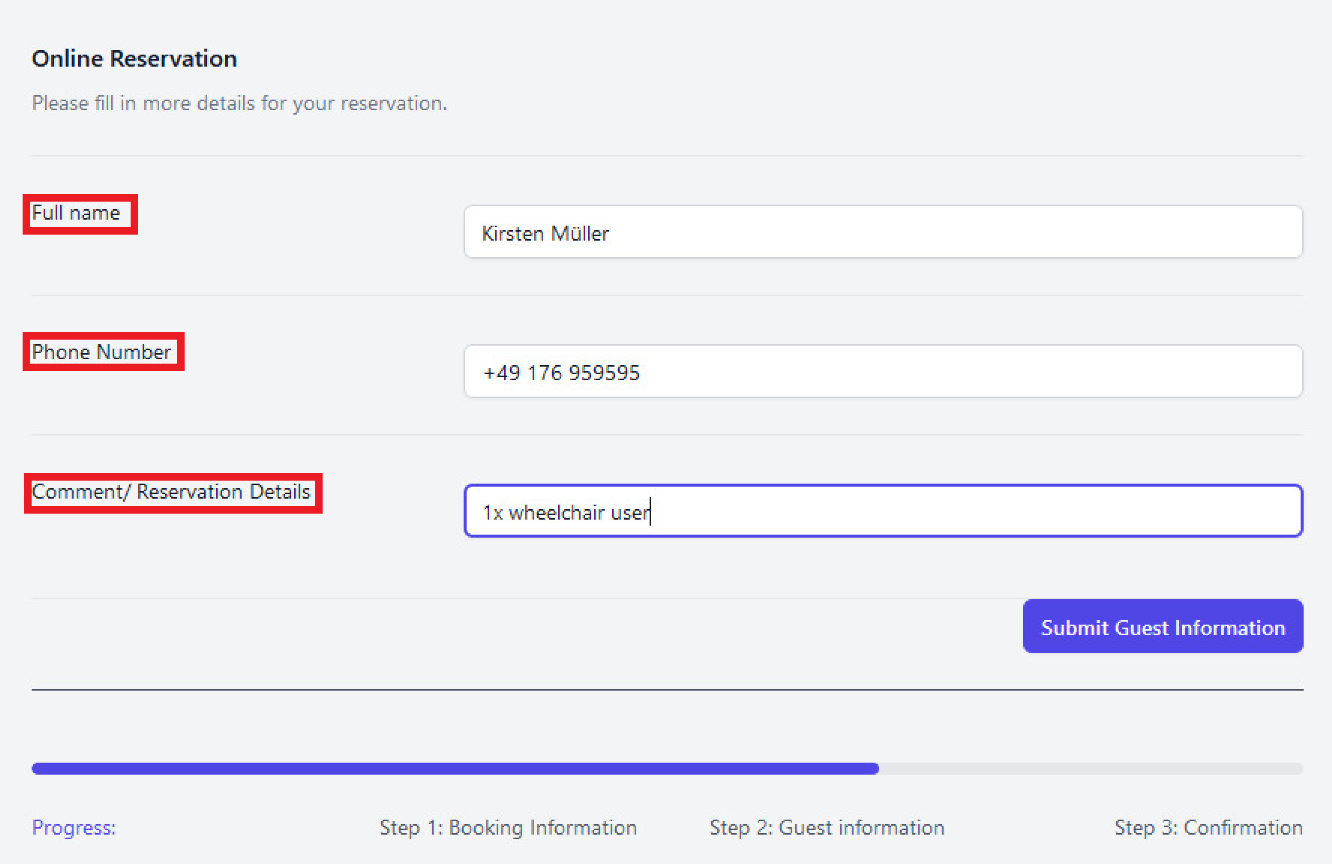 Online Reservation
Please fill in more details for your reservation.
Full name
Kirsten Müller
Phone Number
+49 176 959595
Comment/ Reservation Details
1x wheelchair user
Submit Guest Information
Progress: Step 1: Booking Information Step 2: Guest information Step 3: Confirmation